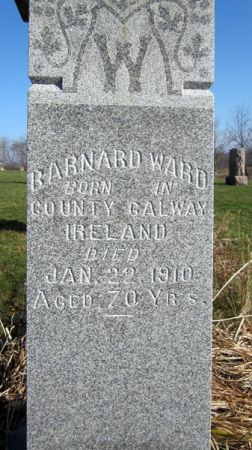 W
BARNARD WARD
BORN IN
COUNTY GALWAY
IRELAND
DIED
JAN. 22. 1910
AGED 70 YRS.